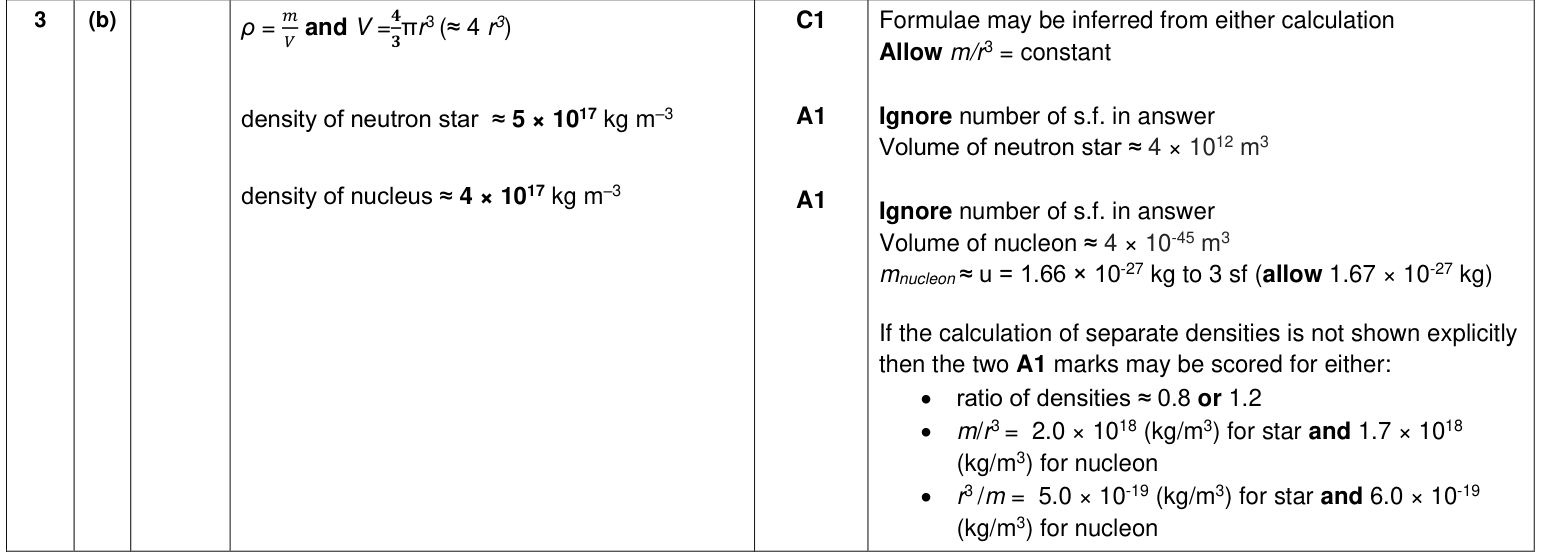 3 (b) ρ = m/V and V = 4/3 πr³ (≈ 4 r³) C1 Formulae may be inferred from either calculation
Allow m/r³ = constant
density of neutron star ≈ 5 × 10¹⁷ kg m⁻³ A1 Ignore number of s.f. in answer
Volume of neutron star ≈ 4 × 10¹² m³
density of nucleus ≈ 4 × 10¹⁷ kg m⁻³ A1 Ignore number of s.f. in answer
Volume of nucleon ≈ 4 × 10⁻⁴⁵ m³
mₙᵤcₗₑₒₙ ≈ u = 1.66 × 10⁻²⁷ kg to 3 sf (allow 1.67 × 10⁻²⁷ kg)
If the calculation of separate densities is not shown explicitly
then the two A1 marks may be scored for either:
• ratio of densities ≈ 0.8 or 1.2
• m/r³ = 2.0 × 10¹⁸ (kg/m³) for star and 1.7 × 10¹⁸
(kg/m³) for nucleon
• r³/m = 5.0 × 10⁻¹⁹ (kg/m³) for star and 6.0 × 10⁻¹⁹
(kg/m³) for nucleon